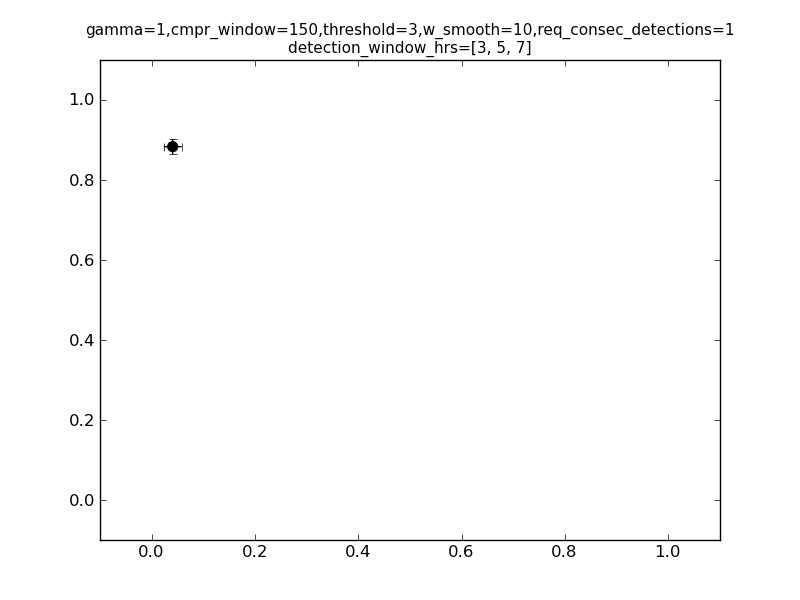 gamma=1,cmpr_window=150,threshold=3,w_smooth=10,req_consec_detections=1
detection_window_hrs=[3, 5, 7]
1.0
0.8
0.6
0.4
0.2
0.0
0.0 0.2 0.4 0.6 0.8 1.0